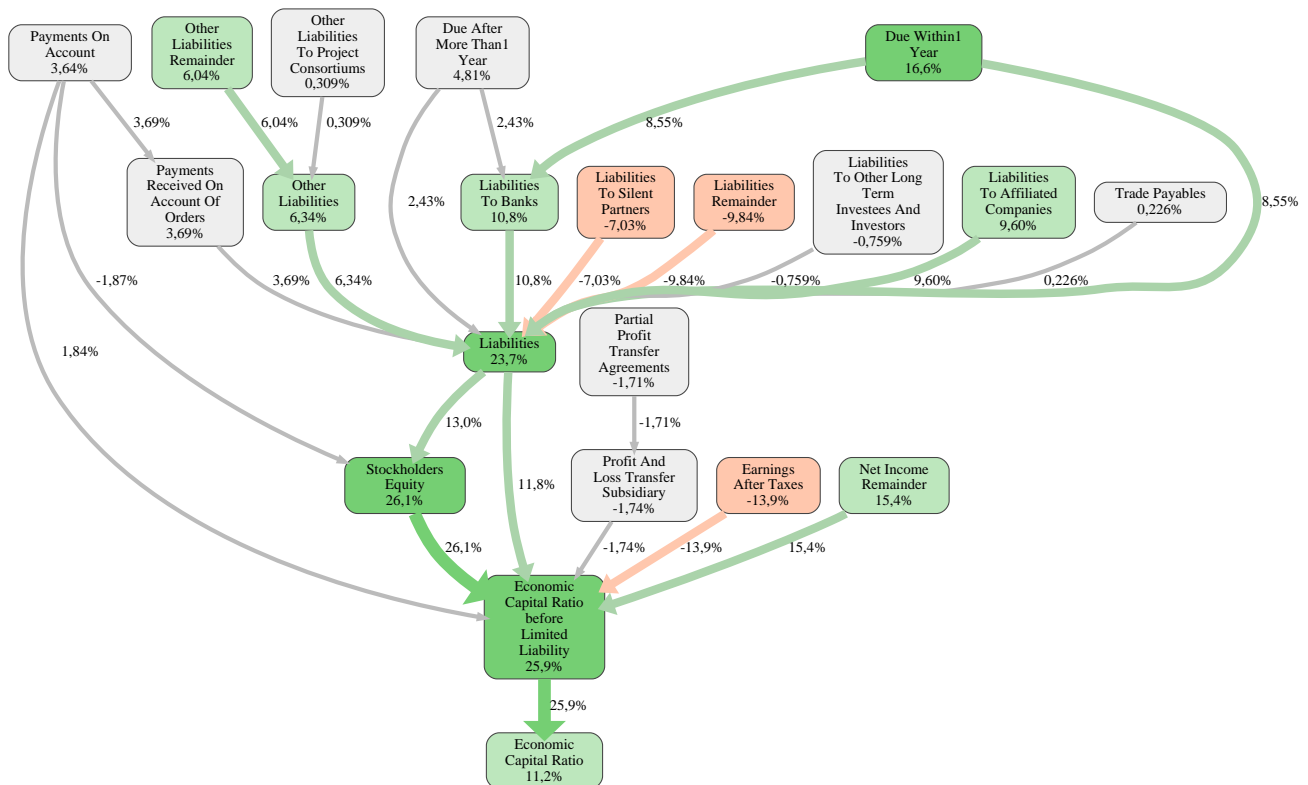 Payments On
Account
3,64%
Other
Liabilities
Remainder
6,04%
Other
Liabilities
To Project
Consortiums
0,309%
Due After
More Than1
Year
4,81%
Due Within1
Year
16,6%
3,69%
6,04%
0,309%
2,43%
8,55%
Payments
Received On
Account Of
Orders
3,69%
Other
Liabilities
6,34%
2,43%
Liabilities
To Banks
10,8%
Liabilities
To Silent
Partners
-7,03%
Liabilities
Remainder
-9,84%
Liabilities
To Other Long
Term
Investees And
Investors
-0,759%
Liabilities
To Affiliated
Companies
9,60%
Trade Payables
0,226%
8,55%
-1,87%
3,69%
6,34%
10,8%
-7,03%
-9,84%
-0,759%
9,60%
0,226%
1,84%
Liabilities
23,7%
Partial
Profit
Transfer
Agreements
-1,71%
13,0%
-1,71%
Stockholders
Equity
26,1%
11,8%
Profit And
Loss Transfer
Subsidiary
-1,74%
Earnings
After Taxes
-13,9%
Net Income
Remainder
15,4%
26,1%
-1,74%
-13,9%
15,4%
Economic
Capital Ratio
before
Limited
Liability
25,9%
25,9%
Economic
Capital Ratio
11,2%